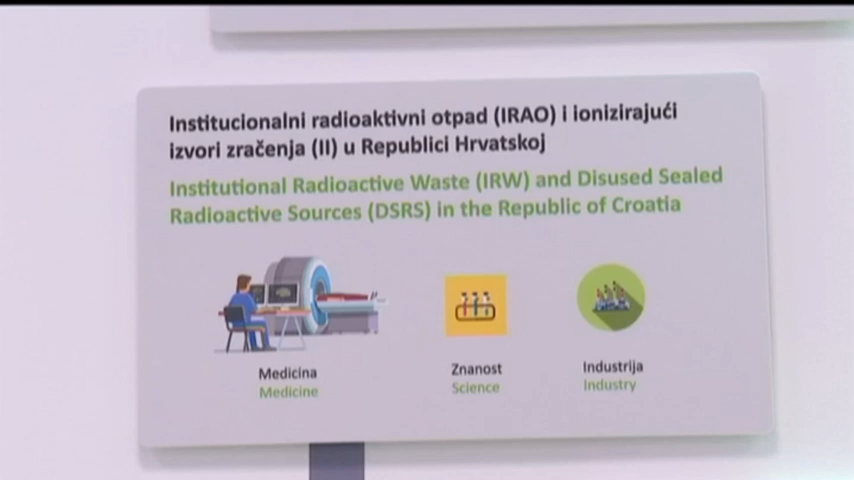 Institucionalni radioaktivni otpad (IRAO) i ionizirajući
izvori zračenja (II) u Republici Hrvatskoj
Institutional Radioactive Waste (IRW) and Disused Sealed
Radioactive Sources (DSRS) in the Republic of Croatia
Medicina
Medicine
Znanost
Science
Industrija
Industry